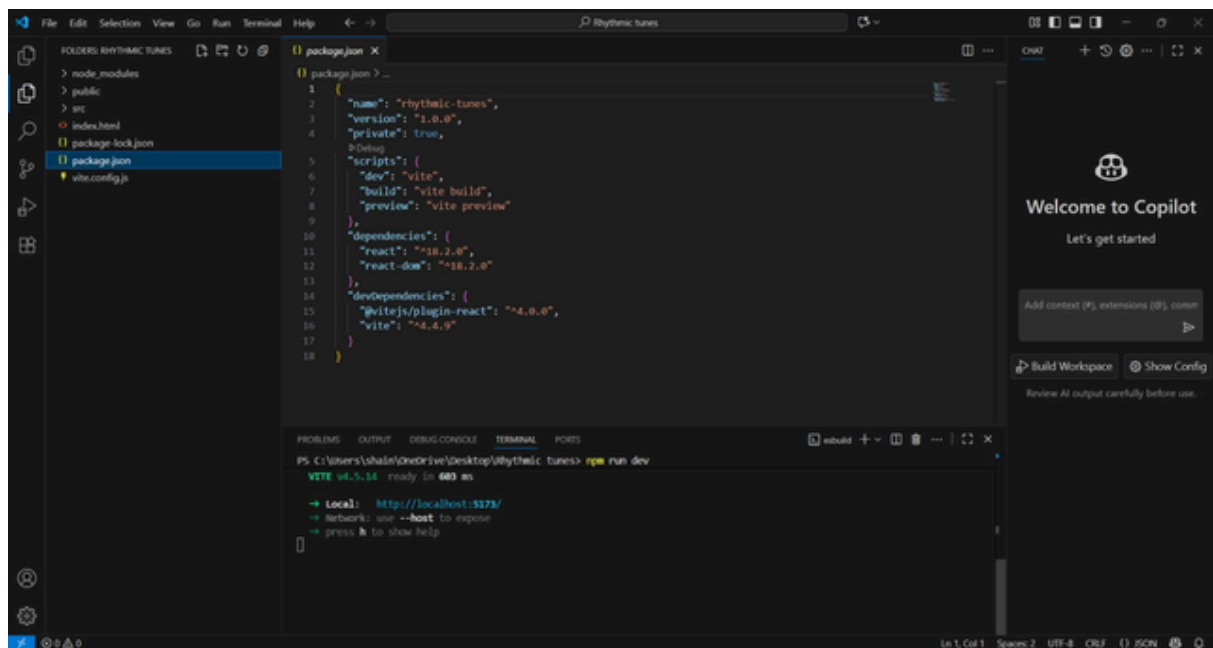 File Edit Selection View Go Run Terminal Help
Rhythmic tunes
FOLDERS: RHYTHMIC TUNES
node_modules
public
src
index.html
package-lock.json
package.json
vite.config.js
package.json
package.json > ...
1 {
2 "name": "rhythmic-tunes",
3 "version": "1.0.0",
4 "private": true,
Debug
5 "scripts": {
6 "dev": "vite",
7 "build": "vite build",
8 "preview": "vite preview"
9 },
10 "dependencies": {
11 "react": "^18.2.0",
12 "react-dom": "^18.2.0"
13 },
14 "devDependencies": {
15 "@vitejs/plugin-react": "^4.0.0",
16 "vite": "^4.4.9"
17 }
18 }
PROBLEMS OUTPUT DEBUG CONSOLE TERMINAL PORTS
esbuild
PS C:\Users\shain\OneDrive\Desktop\Rhythmic tunes> npm run dev
VITE v4.5.14 ready in 603 ms
→ Local: http://localhost:5173/
→ Network: use --host to expose
→ press h to show help
CHAT
Welcome to Copilot
Let's get started
Add context (#), extensions (@), comm
Build Workspace Show Config
Review AI output carefully before use.
0 0
Ln 1, Col 1 Spaces: 2 UTF-8 CRLF {} JSON